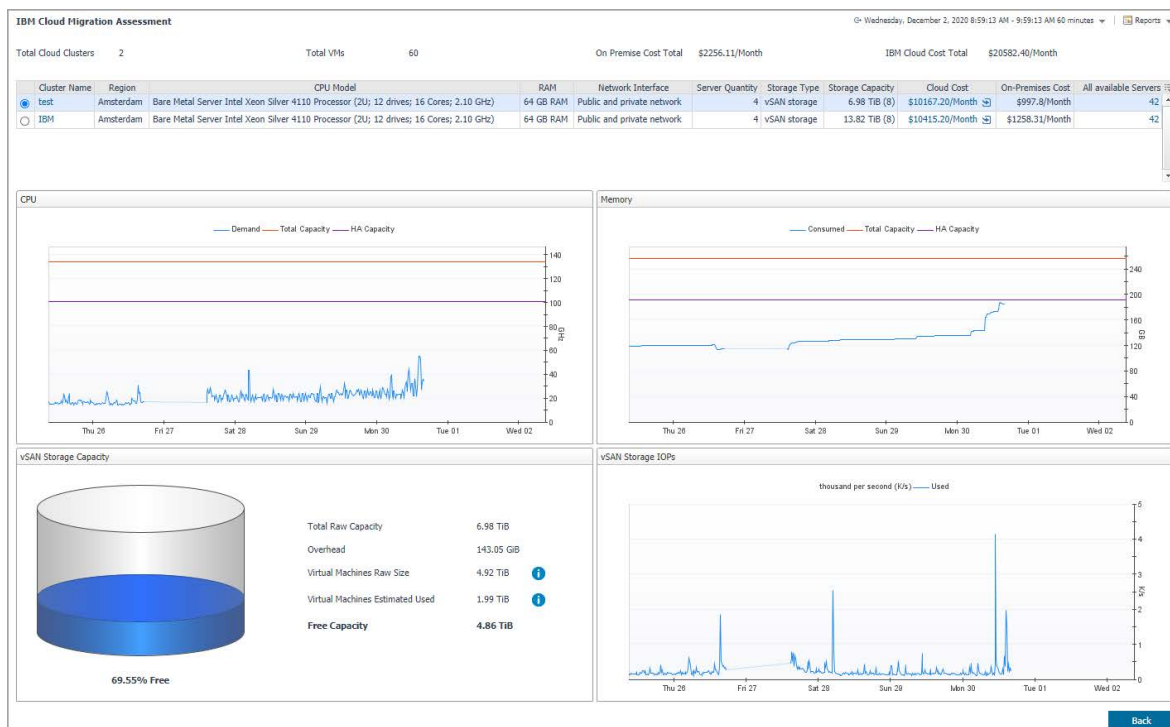 IBM Cloud Migration Assessment
Wednesday, December 2, 2020 8:59:13 AM - 9:59:13 AM 60 minutes
Reports
Total Cloud Clusters 2 Total VMs 60 On Premise Cost Total $2256.11/Month IBM Cloud Cost Total $20582.40/Month
Cluster Name Region CPU Model RAM Network Interface Server Quantity Storage Type Storage Capacity Cloud Cost On-Premises Cost All available Servers
test Amsterdam Bare Metal Server Intel Xeon Silver 4110 Processor (2U; 12 drives; 16 Cores; 2.10 GHz) 64 GB RAM Public and private network 4 vSAN storage 6.98 TiB (8) $10167.20/Month $997.8/Month 42
IBM Amsterdam Bare Metal Server Intel Xeon Silver 4110 Processor (2U; 12 drives; 16 Cores; 2.10 GHz) 64 GB RAM Public and private network 4 vSAN storage 13.82 TiB (8) $10415.20/Month $1258.31/Month 42
CPU
Demand Total Capacity HA Capacity
140
120
100
80
60
40
20
0
GHz
Thu 26 Fri 27 Sat 28 Sun 29 Mon 30 Tue 01 Wed 02
Memory
Consumed Total Capacity HA Capacity
240
200
160
120
80
40
0
GB
Thu 26 Fri 27 Sat 28 Sun 29 Mon 30 Tue 01 Wed 02
vSAN Storage Capacity
Total Raw Capacity 6.98 TiB
Overhead 143.05 GiB
Virtual Machines Raw Size 4.92 TiB
Virtual Machines Estimated Used 1.99 TiB
Free Capacity 4.86 TiB
69.55% Free
vSAN Storage IOPs
thousand per second (K/s) Used
5
4
3
2
1
0
K/s
Thu 26 Fri 27 Sat 28 Sun 29 Mon 30 Tue 01 Wed 02
Back